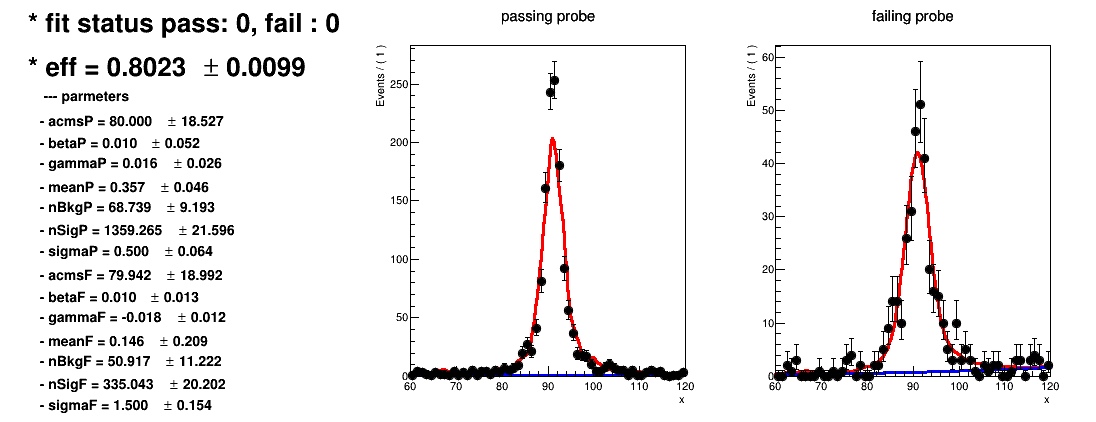 * fit status pass: 0, fail : 0
* eff = 0.8023 ± 0.0099
--- parmeters
- acmsP = 80.000 ± 18.527
- betaP = 0.010 ± 0.052
- gammaP = 0.016 ± 0.026
- meanP = 0.357 ± 0.046
- nBkgP = 68.739 ± 9.193
- nSigP = 1359.265 ± 21.596
- sigmaP = 0.500 ± 0.064
- acmsF = 79.942 ± 18.992
- betaF = 0.010 ± 0.013
- gammaF = -0.018 ± 0.012
- meanF = 0.146 ± 0.209
- nBkgF = 50.917 ± 11.222
- nSigF = 335.043 ± 20.202
- sigmaF = 1.500 ± 0.154
passing probe
Events / ( 1 )
250
200
150
100
50
0
60 70 80 90 100 110 120
x
failing probe
Events / ( 1 )
60
50
40
30
20
10
0
60 70 80 90 100 110 120
x